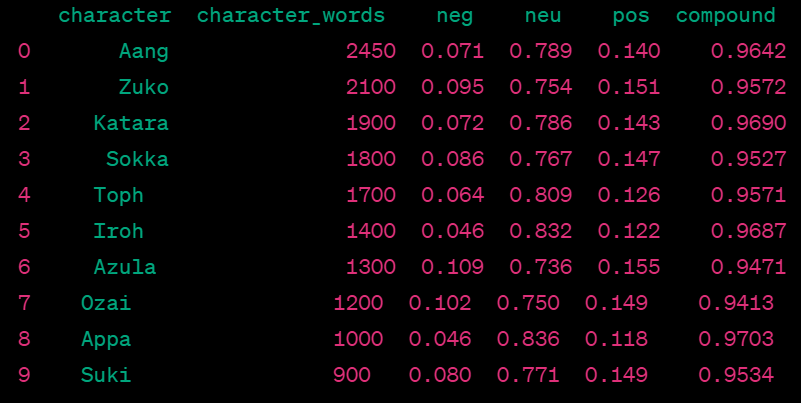 character character_words neg neu pos compound
0 Aang 2450 0.071 0.789 0.140 0.9642
1 Zuko 2100 0.095 0.754 0.151 0.9572
2 Katara 1900 0.072 0.786 0.143 0.9690
3 Sokka 1800 0.086 0.767 0.147 0.9527
4 Toph 1700 0.064 0.809 0.126 0.9571
5 Iroh 1400 0.046 0.832 0.122 0.9687
6 Azula 1300 0.109 0.736 0.155 0.9471
7 Ozai 1200 0.102 0.750 0.149 0.9413
8 Appa 1000 0.046 0.836 0.118 0.9703
9 Suki 900 0.080 0.771 0.149 0.9534